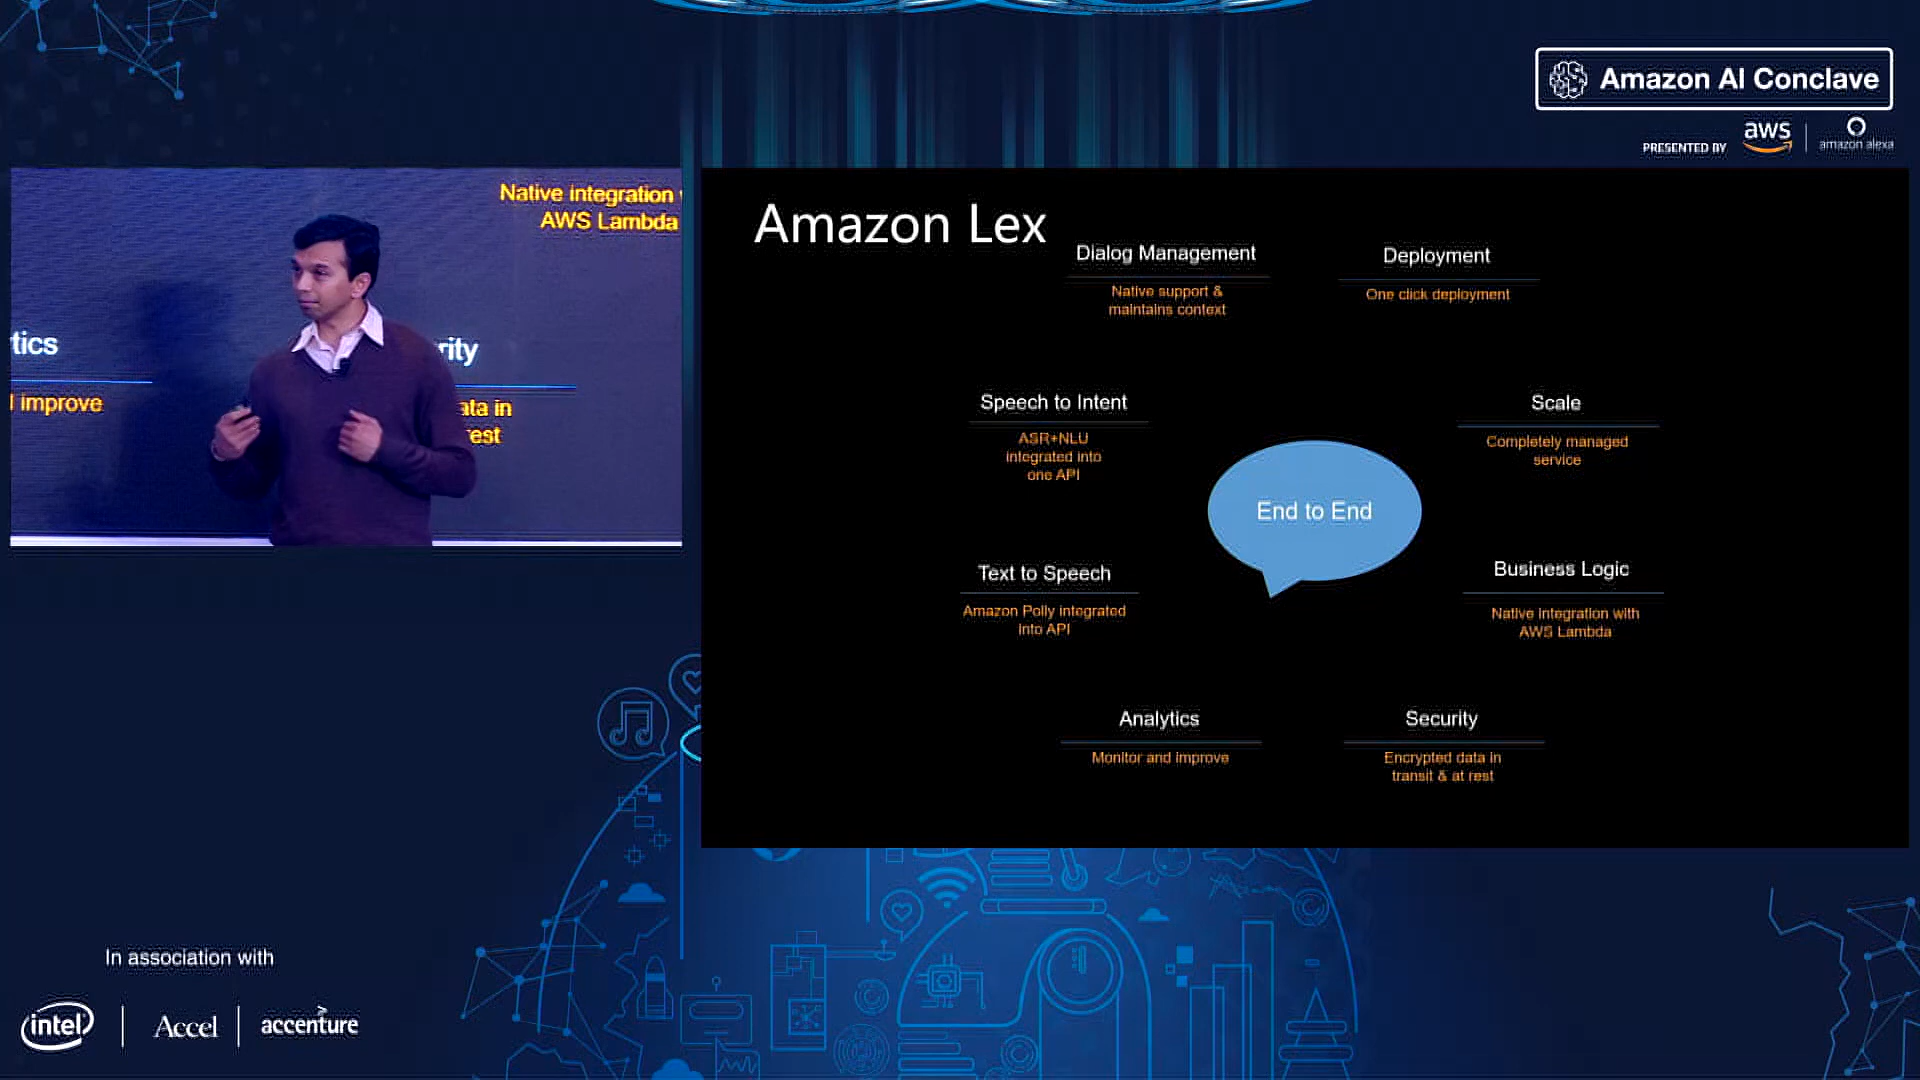 Amazon AI Conclave
PRESENTED BY
aws
amazon alexa
Native integration
AWS Lambda
tics
rity
improve
ata in
rest
Amazon Lex
Dialog Management
Native support &
maintains context
Deployment
One click deployment
Speech to Intent
ASR+NLU
integrated into
one API
Scale
Completely managed
service
End to End
Text to Speech
Amazon Polly integrated
into API
Business Logic
Native integration with
AWS Lambda
Analytics
Monitor and improve
Security
Encrypted data in
transit & at rest
In association with
intel
Accel
accenture